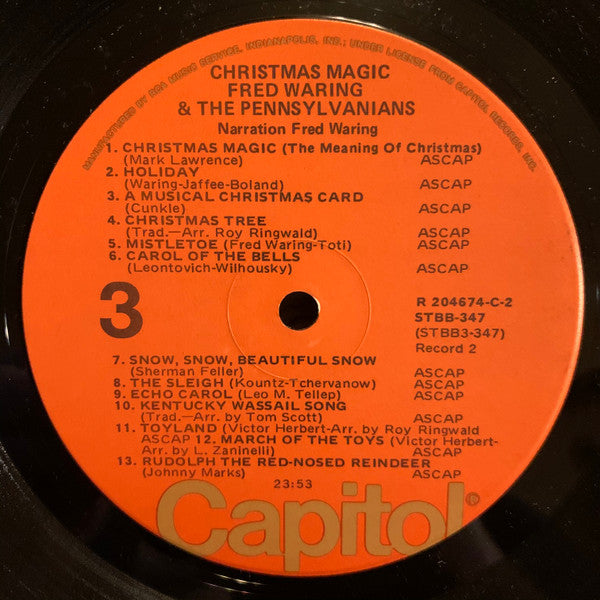 MANUFACTURED BY RCA MUSIC SERVICE, INDIANAPOLIS, IND.; UNDER LICENSE FROM CAPITOL RECORDS, INC.
CHRISTMAS MAGIC
FRED WARING
& THE PENNSYLVANIANS
Narration Fred Waring
1. CHRISTMAS MAGIC (The Meaning Of Christmas)
(Mark Lawrence) ASCAP
2. HOLIDAY
(Waring-Jaffee-Boland) ASCAP
3. A MUSICAL CHRISTMAS CARD
(Cunkle) ASCAP
4. CHRISTMAS TREE
(Trad.—Arr. Roy Ringwald) ASCAP
5. MISTLETOE (Fred Waring-Toti) ASCAP
6. CAROL OF THE BELLS
(Leontovich-Wilhousky) ASCAP
3
R 204674-C-2
STBB-347
(STBB3-347)
Record 2
7. SNOW, SNOW, BEAUTIFUL SNOW
(Sherman Feller) ASCAP
8. THE SLEIGH (Kountz-Tchervanow) ASCAP
9. ECHO CAROL (Leo M. Tellep) ASCAP
10. KENTUCKY WASSAIL SONG
(Trad.—Arr. by Tom Scott) ASCAP
11. TOYLAND (Victor Herbert-Arr. by Roy Ringwald
ASCAP 12. MARCH OF THE TOYS (Victor Herbert-
Arr. by L. Zaninelli) ASCAP
13. RUDOLPH THE RED-NOSED REINDEER
(Johnny Marks) ASCAP
23:53
Capitol®